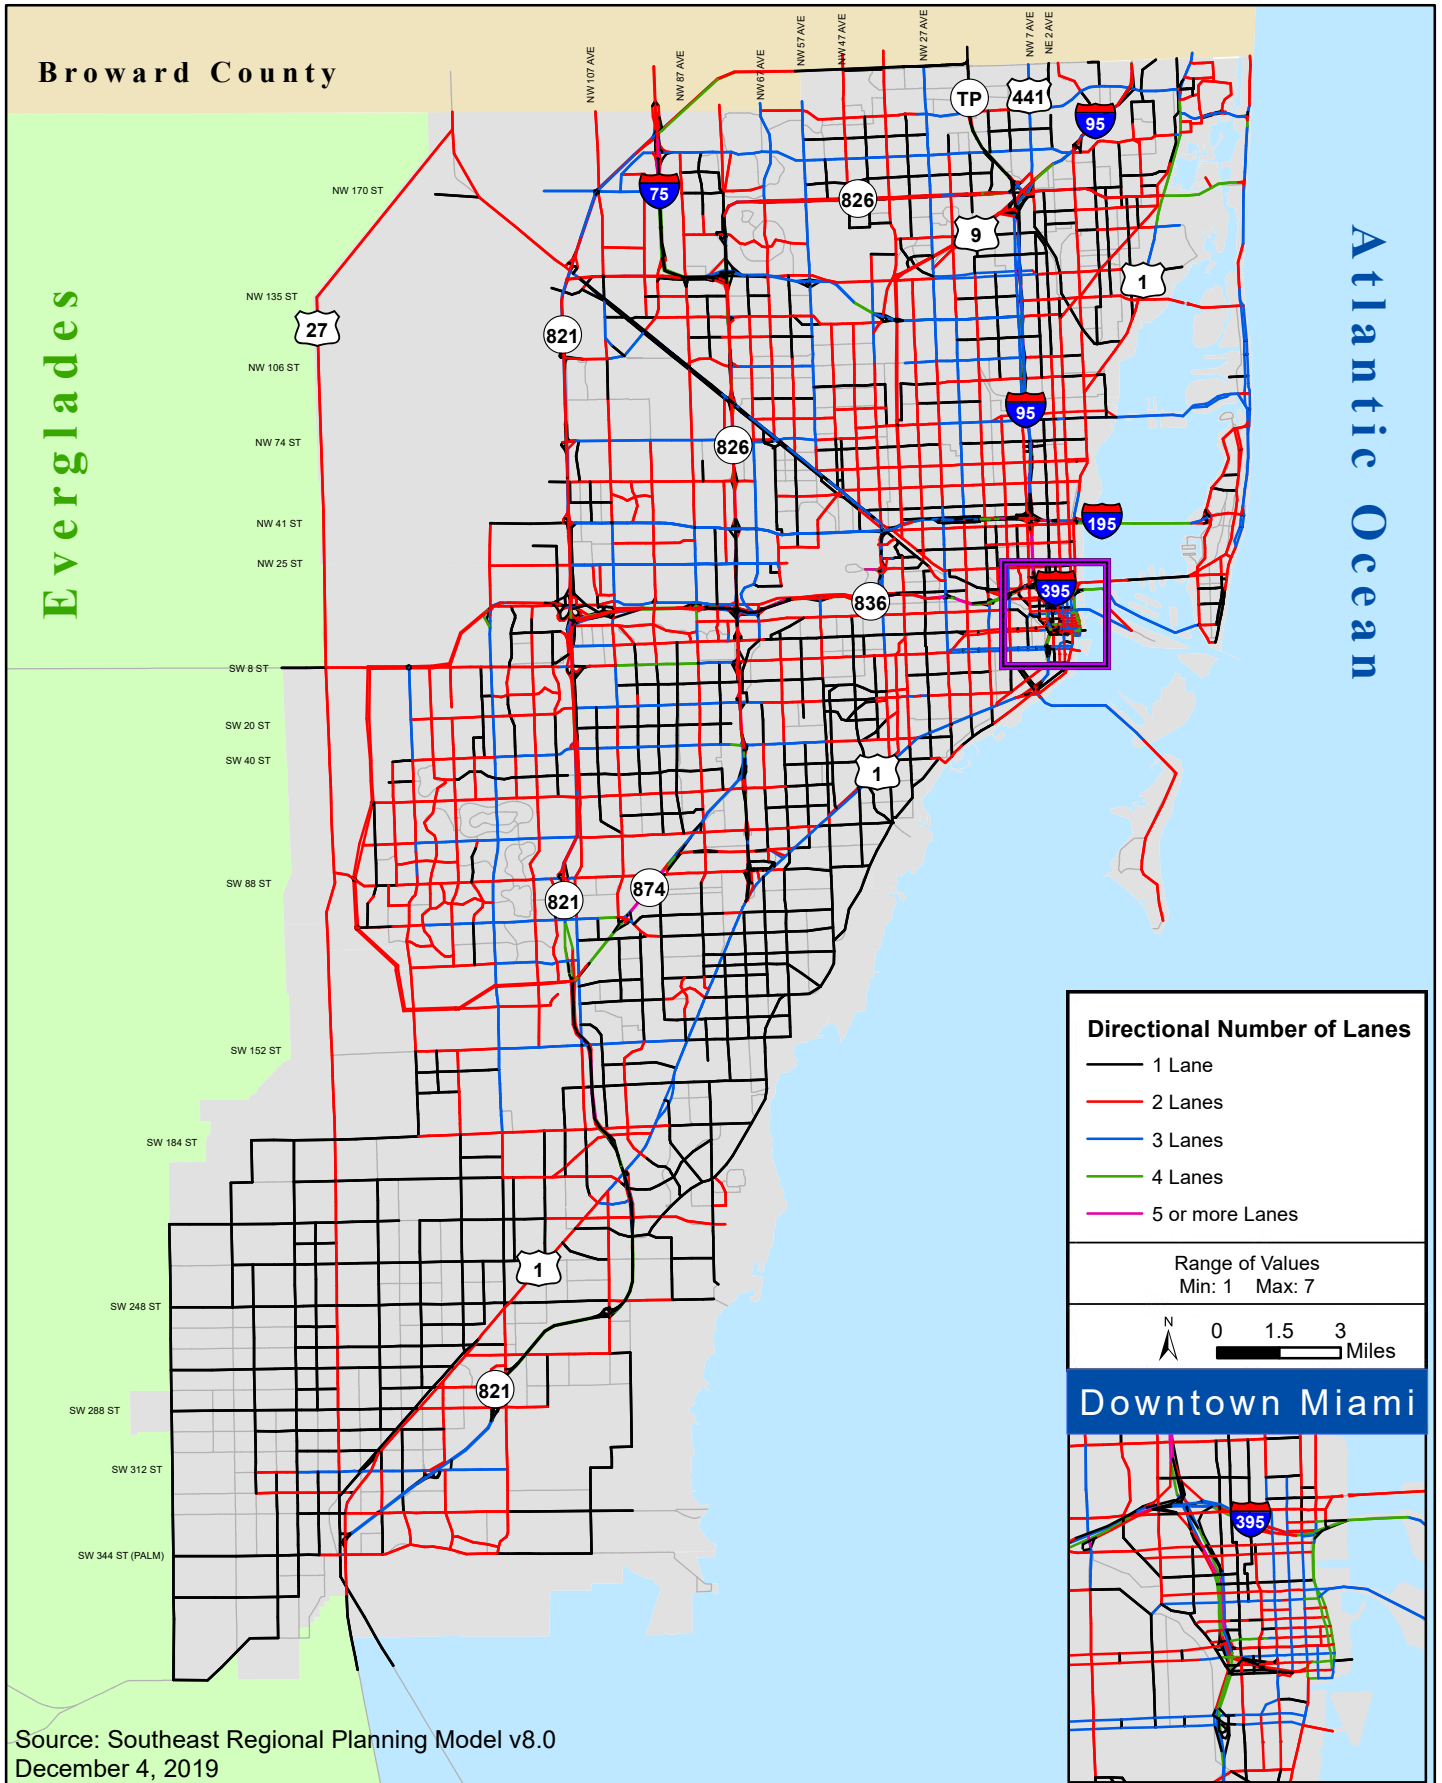 Broward County
NW 107 AVE
NW 87 AVE
NW 67 AVE
NW 57 AVE
NW 47 AVE
NW 27 AVE
NW 7 AVE
NE 2 AVE
TP
441
95
NW 170 ST
75
826
9
1
Everglades
Atlantic Ocean
NW 135 ST
27
821
NW 106 ST
95
NW 74 ST
826
NW 41 ST
195
NW 25 ST
395
836
SW 8 ST
SW 20 ST
SW 40 ST
1
SW 88 ST
821
874
SW 152 ST
SW 184 ST
1
SW 248 ST
821
SW 288 ST
SW 312 ST
SW 344 ST (PALM)
Directional Number of Lanes
1 Lane
2 Lanes
3 Lanes
4 Lanes
5 or more Lanes
Range of Values
Min: 1 Max: 7
N
0 1.5 3
Miles
Downtown Miami
395
Source: Southeast Regional Planning Model v8.0
December 4, 2019